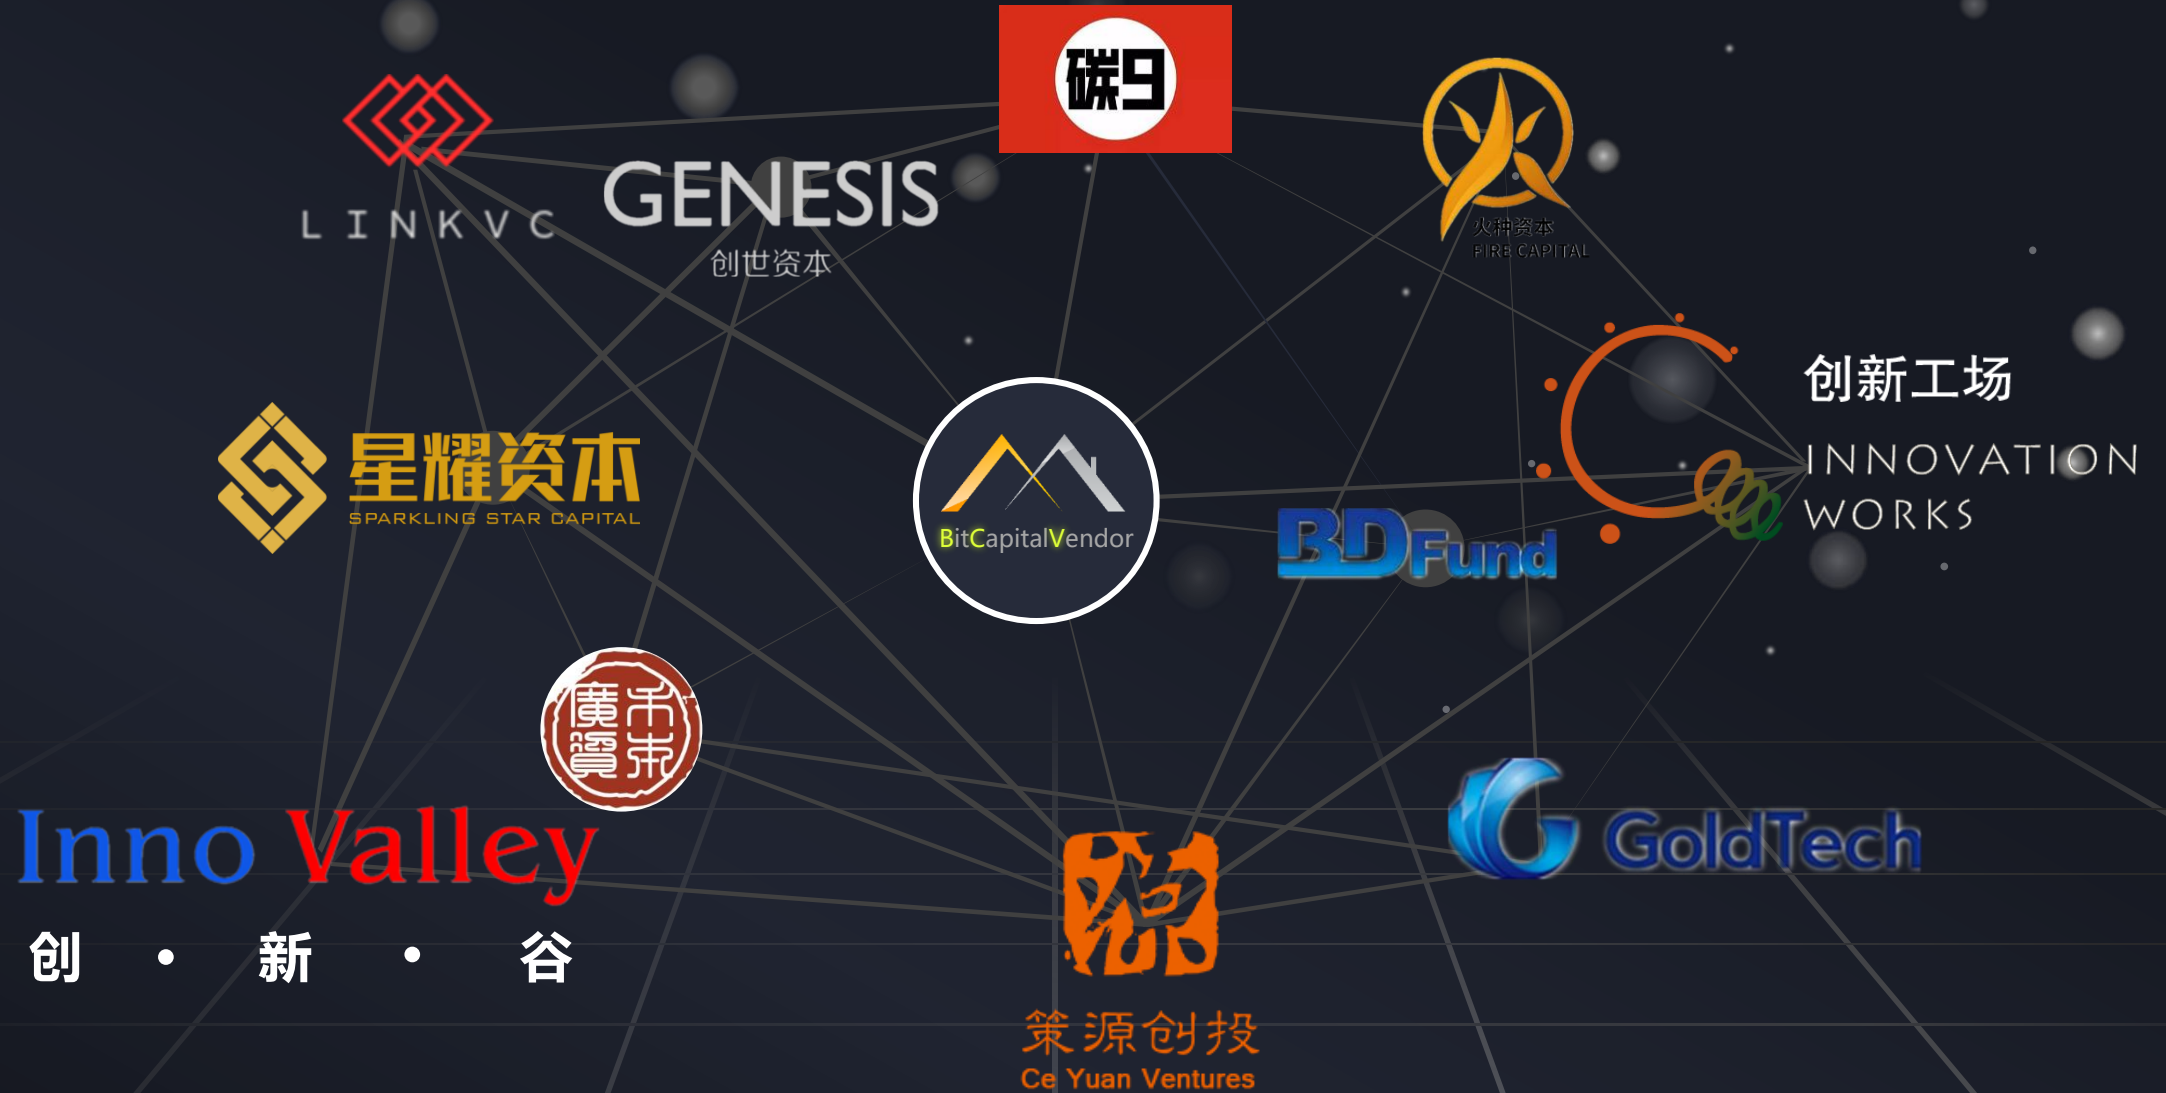 碳9
LINKVC
GENESIS
创世资本
火种资本
FIRE CAPITAL
创新工场
INNOVATION
WORKS
星耀资本
SPARKLING STAR CAPITAL
BitCapitalVendor
BDFund
InnoValley
创·新·谷
GoldTech
策源创投
Ce Yuan Ventures